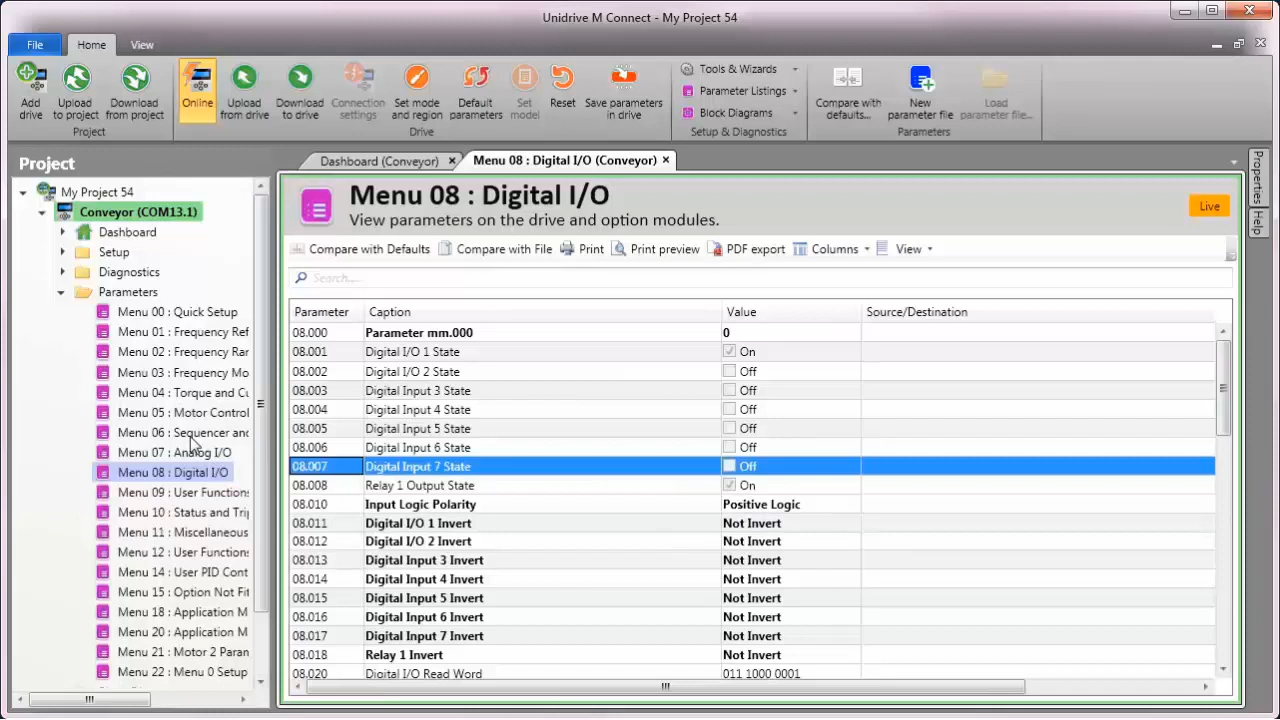 Unidrive M Connect - My Project 54
File Home View
Add drive
Upload to project
Download from project
Online
Upload from drive
Download to drive
Connection settings
Set mode and region
Default parameters
Set model
Reset
Save parameters in drive
Tools & Wizards
Parameter Listings
Block Diagrams
Compare with defaults...
New parameter file
Load parameter file...
Project
Drive
Setup & Diagnostics
Parameters
Project
My Project 54
Conveyor (COM13.1)
Dashboard
Setup
Diagnostics
Parameters
Menu 00 : Quick Setup
Menu 01 : Frequency Ref
Menu 02 : Frequency Rar
Menu 03 : Frequency Mo
Menu 04 : Torque and Cu
Menu 05 : Motor Control
Menu 06 : Sequencer and
Menu 07 : Analog I/O
Menu 08 : Digital I/O
Menu 09 : User Functions
Menu 10 : Status and Trip
Menu 11 : Miscellaneous
Menu 12 : User Functions
Menu 14 : User PID Cont
Menu 15 : Option Not Fit
Menu 18 : Application M
Menu 20 : Application M
Menu 21 : Motor 2 Paran
Menu 22 : Menu 0 Setup
Dashboard (Conveyor)
Menu 08 : Digital I/O (Conveyor)
Menu 08 : Digital I/O
View parameters on the drive and option modules.
Live
Compare with Defaults Compare with File Print Print preview PDF export Columns View
Search....
Parameter Caption Value Source/Destination
08.000 Parameter mm.000 0
08.001 Digital I/O 1 State On
08.002 Digital I/O 2 State Off
08.003 Digital Input 3 State Off
08.004 Digital Input 4 State Off
08.005 Digital Input 5 State Off
08.006 Digital Input 6 State Off
08.007 Digital Input 7 State Off
08.008 Relay 1 Output State On
08.010 Input Logic Polarity Positive Logic
08.011 Digital I/O 1 Invert Not Invert
08.012 Digital I/O 2 Invert Not Invert
08.013 Digital Input 3 Invert Not Invert
08.014 Digital Input 4 Invert Not Invert
08.015 Digital Input 5 Invert Not Invert
08.016 Digital Input 6 Invert Not Invert
08.017 Digital Input 7 Invert Not Invert
08.018 Relay 1 Invert Not Invert
08.020 Digital I/O Read Word 011 1000 0001
Properties
Help